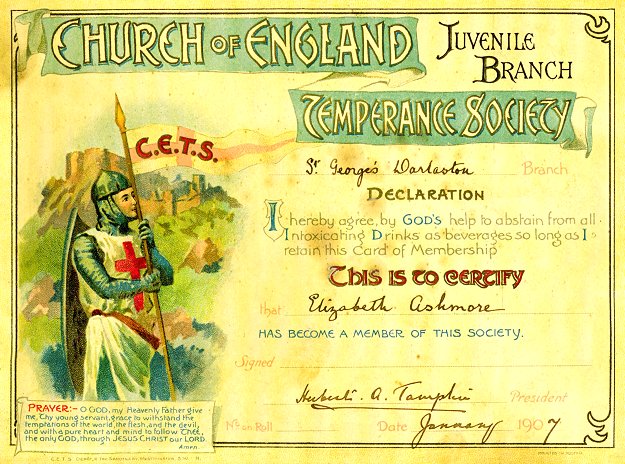 CHURCH OF ENGLAND
JUVENILE
BRANCH
TEMPERANCE SOCIETY
C.E.T.S.
St George's Darlaston Branch
DECLARATION
I hereby agree, by GOD'S help to abstain from all
Intoxicating Drinks as beverages so long as I
retain this Card of Membership
THIS IS TO CERTIFY
that Elizabeth Ashmore
HAS BECOME A MEMBER OF THIS SOCIETY.
Signed
Herbert A. Tamplin President
No on Roll Date January 1907
PRAYER:- O GOD, my Heavenly Father give
me, Thy young servant, grace to withstand the
temptations of the world, the flesh, and the devil,
and with a pure heart and mind to follow THEE,
the only GOD, through JESUS CHRIST our LORD.
Amen.
C.E.T.S.